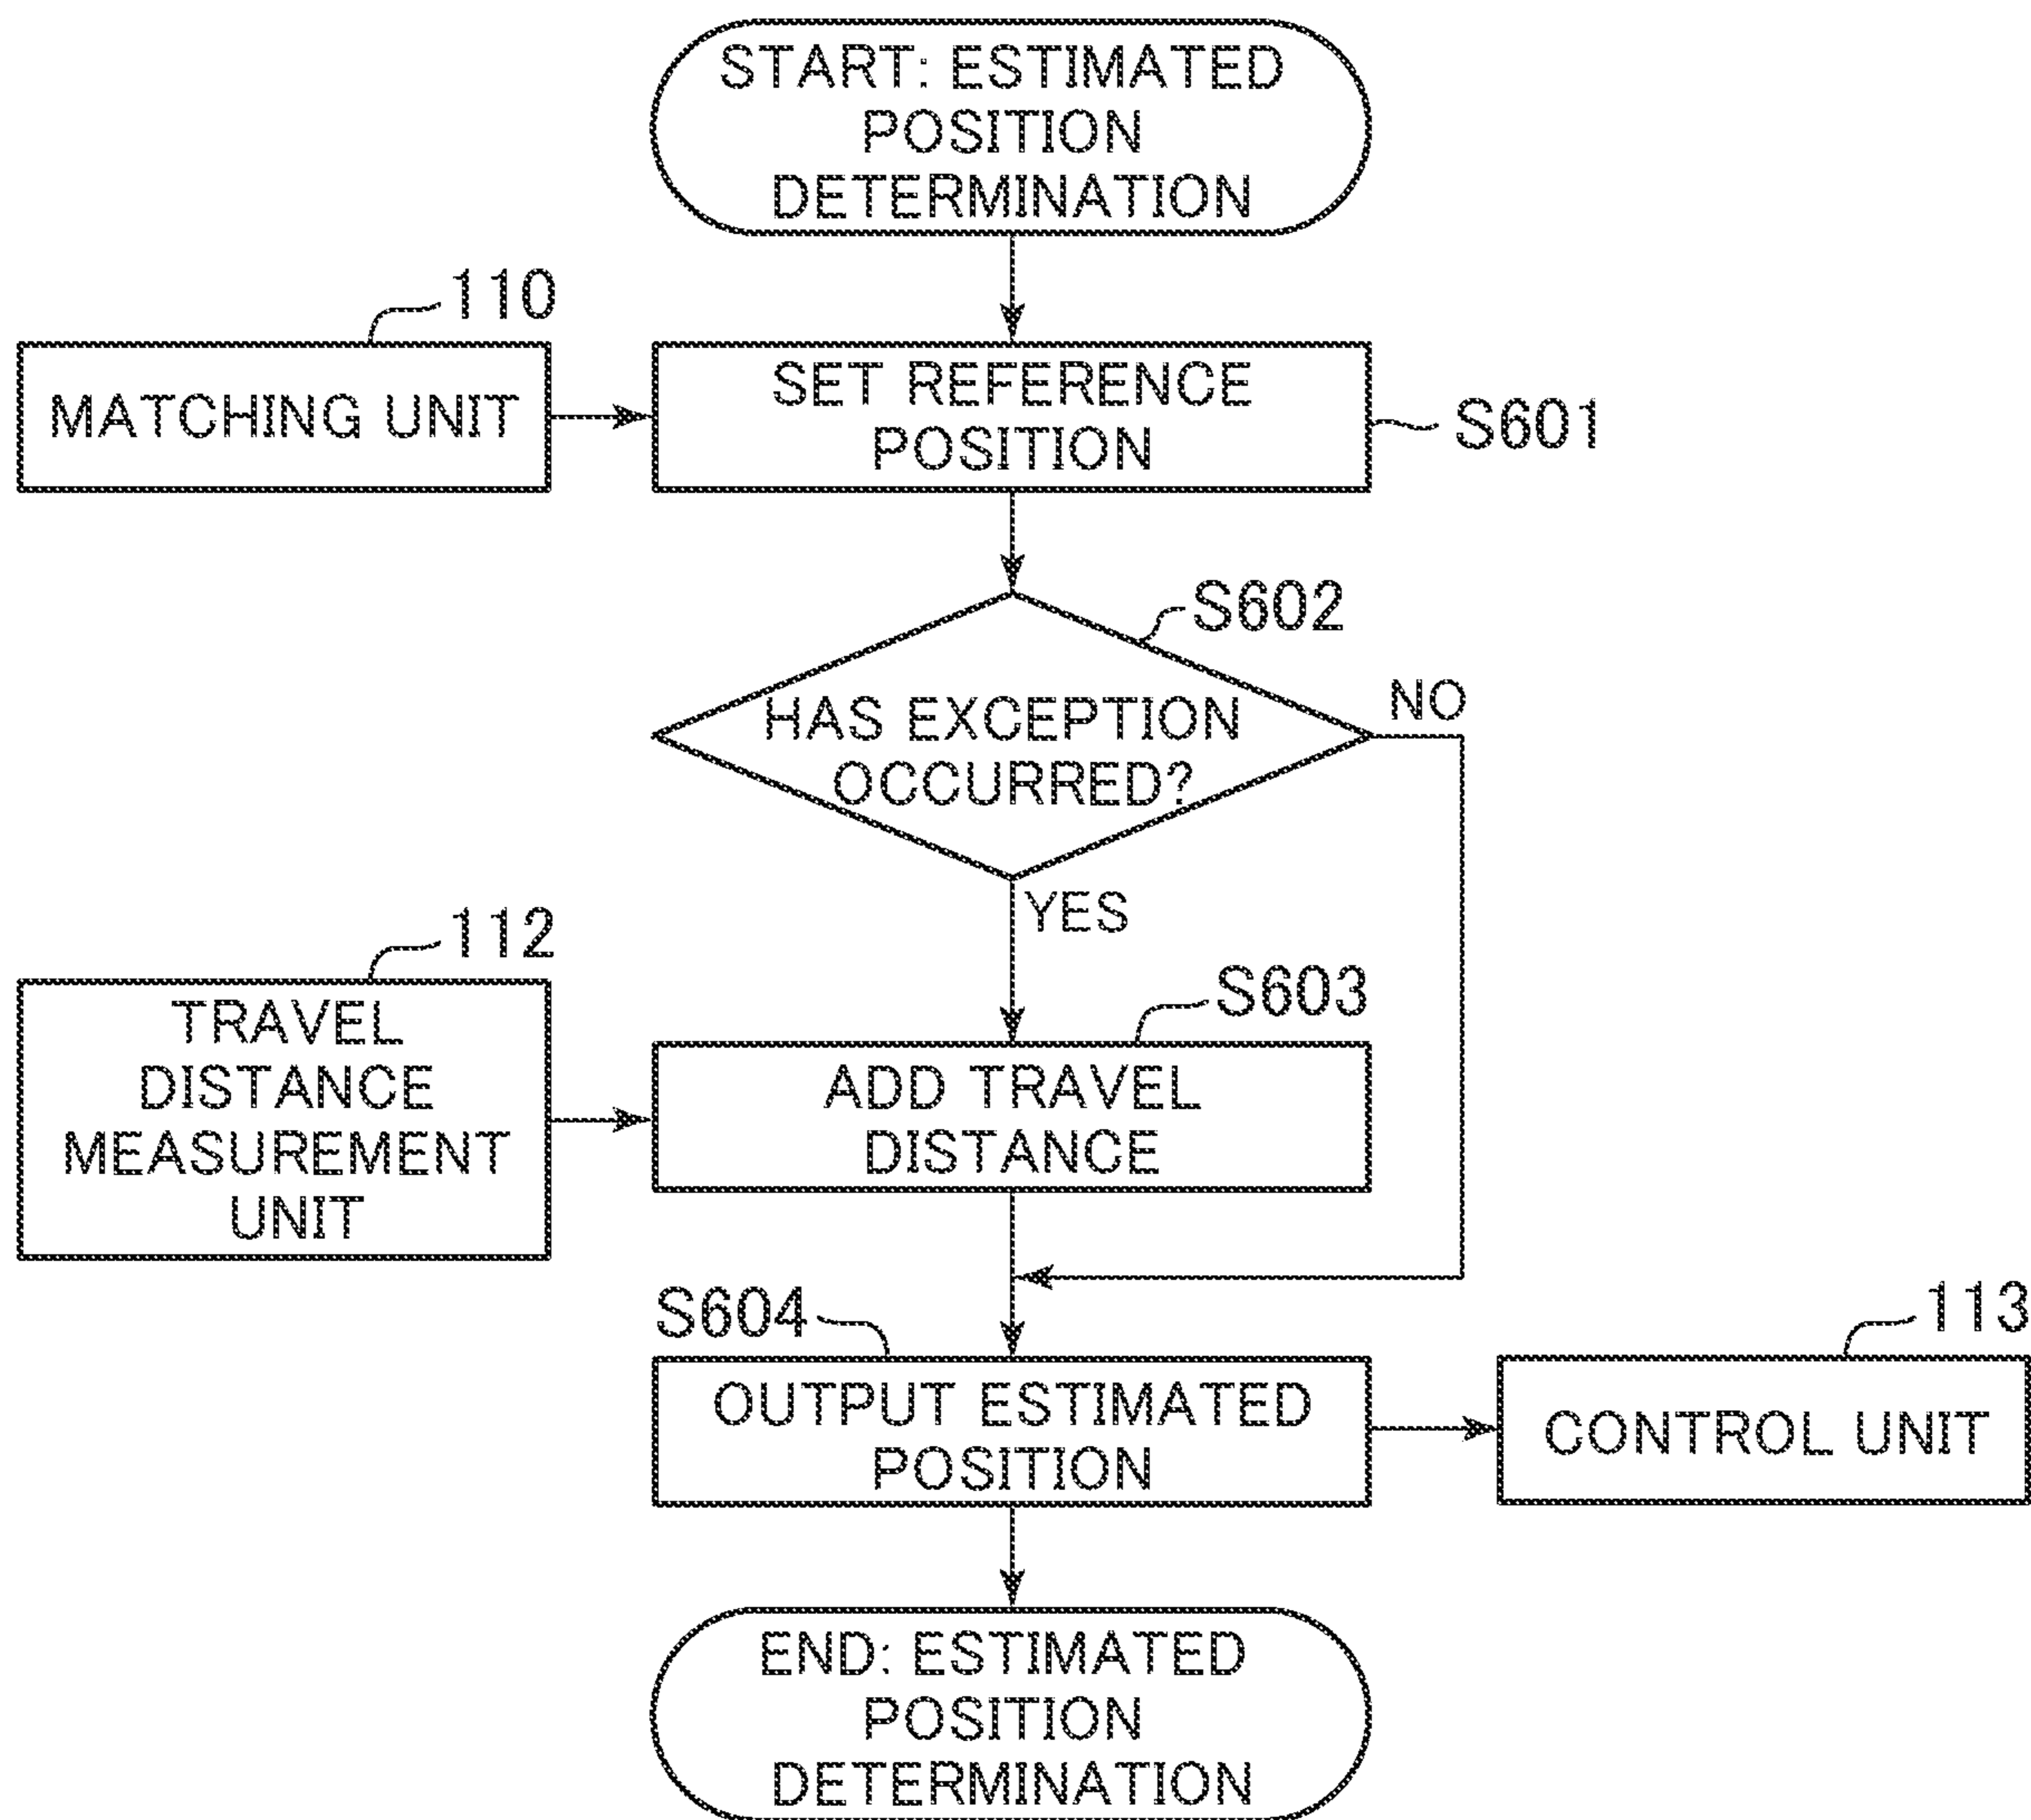 START: ESTIMATED
POSITION
DETERMINATION
110
MATCHING UNIT
SET REFERENCE
POSITION
S601
S602
HAS EXCEPTION
OCCURRED?
NO
YES
112
TRAVEL
DISTANCE
MEASUREMENT
UNIT
S603
ADD TRAVEL
DISTANCE
S604
OUTPUT ESTIMATED
POSITION
113
CONTROL UNIT
END: ESTIMATED
POSITION
DETERMINATION